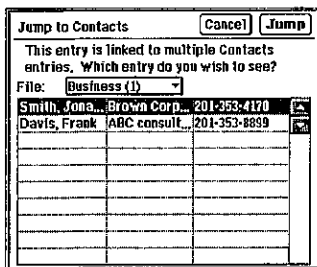 Jump to Contacts Cancel Jump
This entry is linked to multiple Contacts
entries. Which entry do you wish to see?
File: Business (1)
Smith, Jona... Brown Corp... 201-353-4120
Davis, Frank ABC consult... 201-353-8899